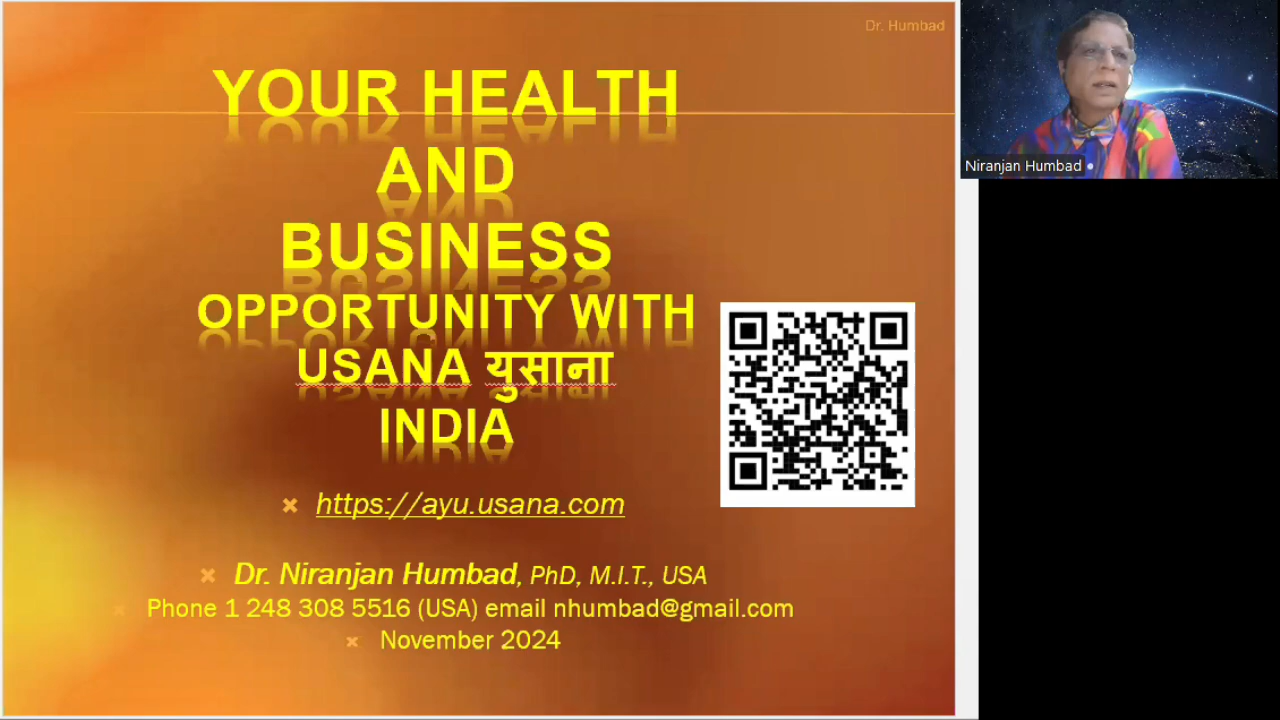 Dr. Humbad
YOUR HEALTH
AND
BUSINESS
OPPORTUNITY WITH
USANA युसाना
INDIA
https://ayu.usana.com
Dr. Niranjan Humbad, PhD, M.I.T., USA
Phone 1 248 308 5516 (USA) email nhumbad@gmail.com
November 2024
Niranjan Humbad